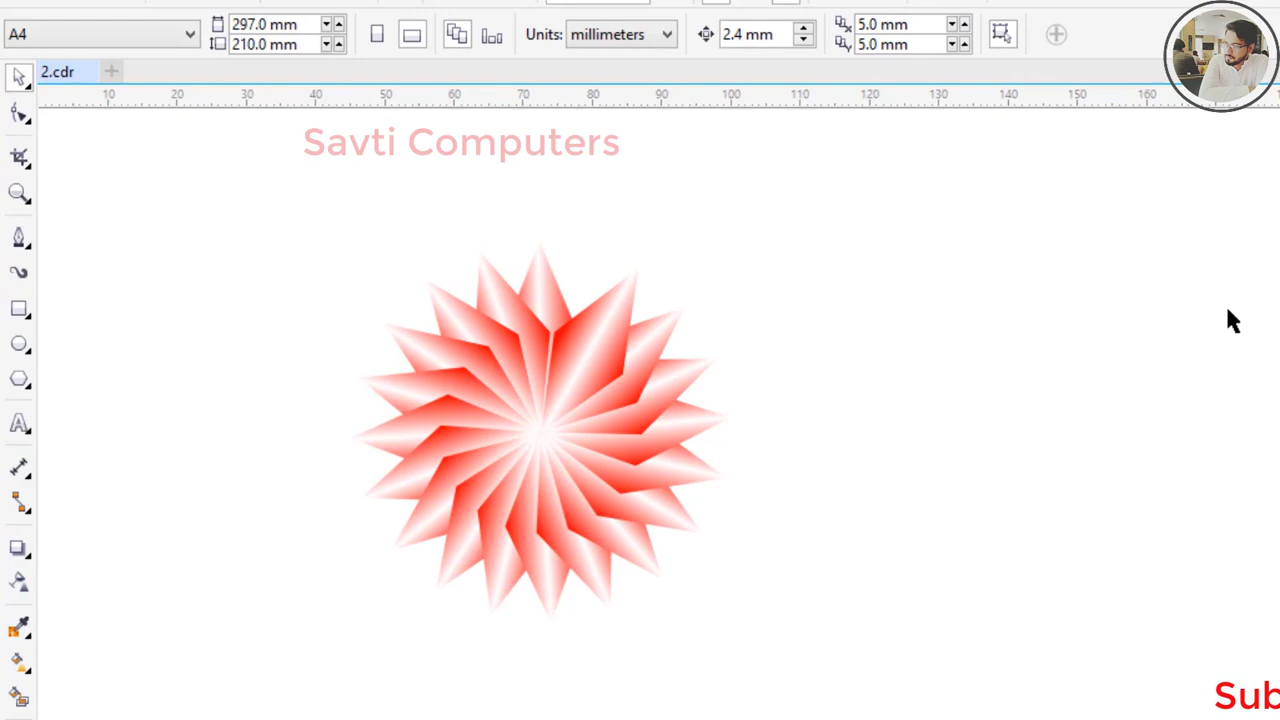 A4
297.0 mm
210.0 mm
Units: millimeters
2.4 mm
5.0 mm
5.0 mm
2.cdr
10 20 30 40 50 60 70 80 90 100 110 120 130 140 150 160
Savti Computers
Sub